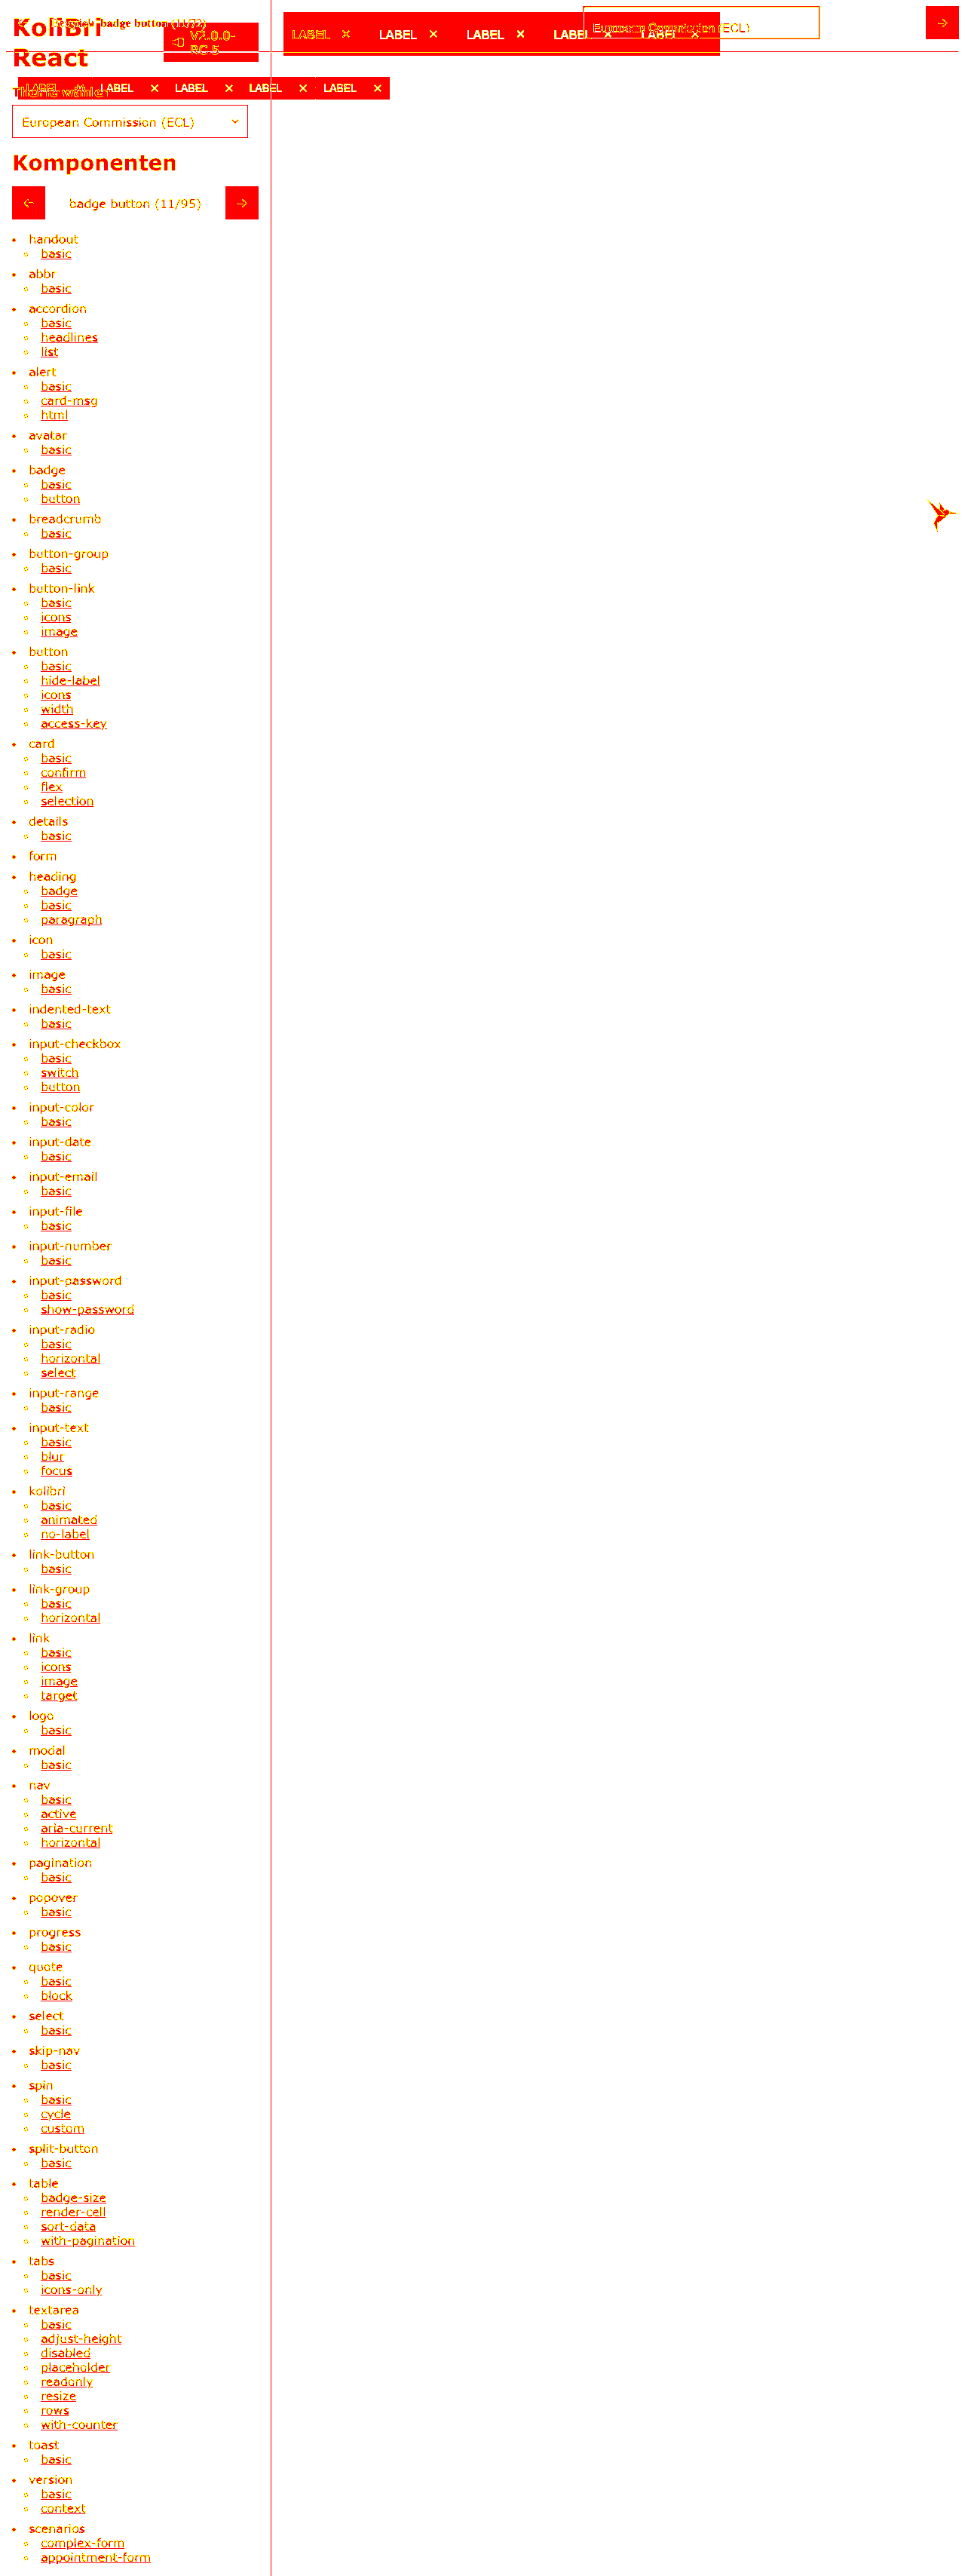 KoliBri
React
badge button
European Commission (ECL)
LABEL LABEL LABEL LABEL LABEL
LABEL LABEL LABEL LABEL LABEL
European Commission (ECL)
Komponenten
badge button (11/95)
handout
basic
abbr
basic
accordion
basic
headlines
list
alert
basic
card-msg
html
avatar
basic
badge
basic
button
breadcrumb
basic
button-group
basic
button-link
basic
icons
image
button
basic
hide-label
icons
width
access-key
card
basic
confirm
flex
selection
details
basic
form
heading
badge
basic
paragraph
icon
basic
image
basic
indented-text
basic
input-checkbox
basic
switch
button
input-color
basic
input-date
basic
input-email
basic
input-file
basic
input-number
basic
input-password
basic
show-password
input-radio
basic
horizontal
select
input-range
basic
input-text
basic
blur
focus
kolibri
basic
animated
no-label
link-button
basic
link-group
basic
horizontal
link
basic
icons
image
target
logo
basic
modal
basic
nav
basic
active
aria-current
horizontal
pagination
basic
popover
basic
progress
basic
quote
basic
block
select
basic
skip-nav
basic
spin
basic
cycle
custom
split-button
basic
table
badge-size
render-cell
sort-data
with-pagination
tabs
basic
icons-only
textarea
basic
adjust-height
disabled
placeholder
readonly
resize
rows
with-counter
toast
basic
version
basic
context
scenarios
complex-form
appointment-form